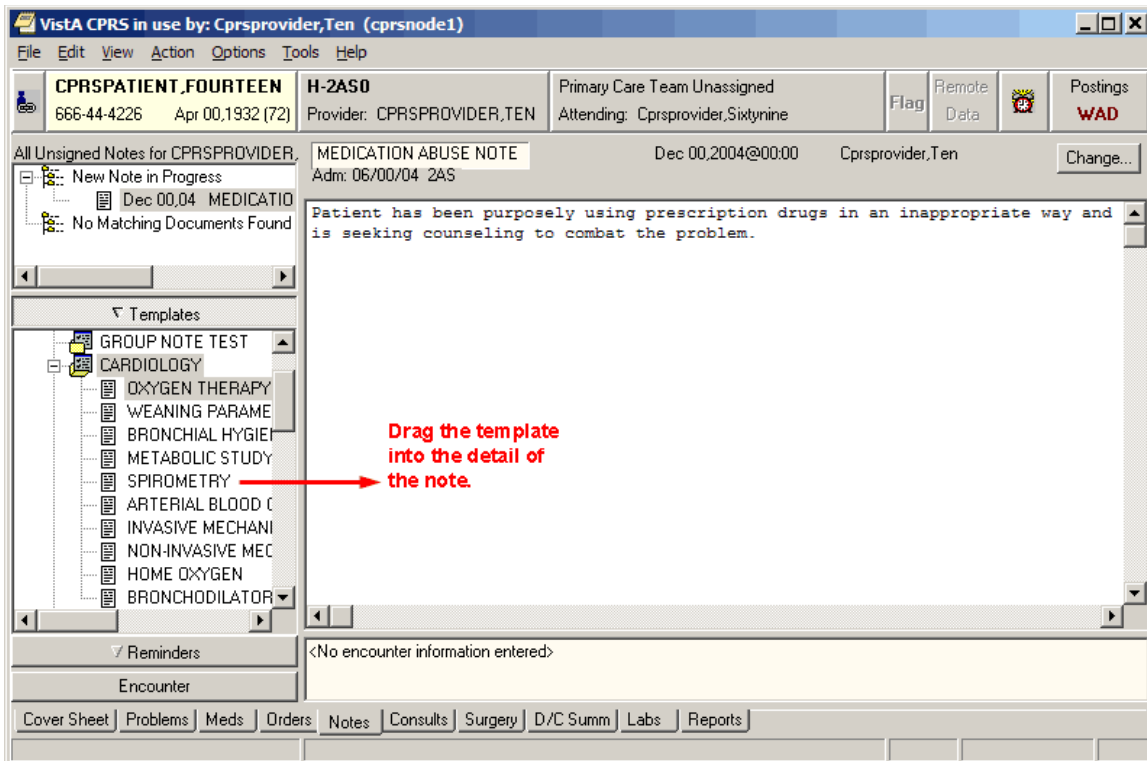 VistA CPRS in use by: Cprsprovider,Ten (cprsnode1)
File Edit View Action Options Tools Help
CPRSPATIENT,FOURTEEN
666-44-4226 Apr 00,1932 (72)
H-2AS0
Provider: CPRSPROVIDER,TEN
Primary Care Team Unassigned
Attending: Cprsprovider,Sixtynine
Flag
Remote
Data
Postings
WAD
All Unsigned Notes for CPRSPROVIDER,
New Note in Progress
Dec 00,04 MEDICATIO
No Matching Documents Found
MEDICATION ABUSE NOTE Dec 00,2004@00:00 Cprsprovider,Ten
Change...
Adm: 06/00/04 2AS
Patient has been purposely using prescription drugs in an inappropriate way and
is seeking counseling to combat the problem.
Templates
GROUP NOTE TEST
CARDIOLOGY
OXYGEN THERAPY
WEANING PARAME
BRONCHIAL HYGIEI
METABOLIC STUDY
SPIROMETRY
ARTERIAL BLOOD (
INVASIVE MECHANI
NON-INVASIVE MEC
HOME OXYGEN
BRONCHODILATOR
Drag the template
into the detail of
the note.
Reminders
Encounter
<No encounter information entered>
Cover Sheet Problems Meds Orders Notes Consults Surgery D/C Summ Labs Reports